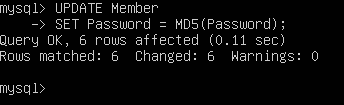 mysql> UPDATE Member
    -> SET Password = MD5(Password);
Query OK, 6 rows affected (0.11 sec)
Rows matched: 6  Changed: 6  Warnings: 0
mysql>